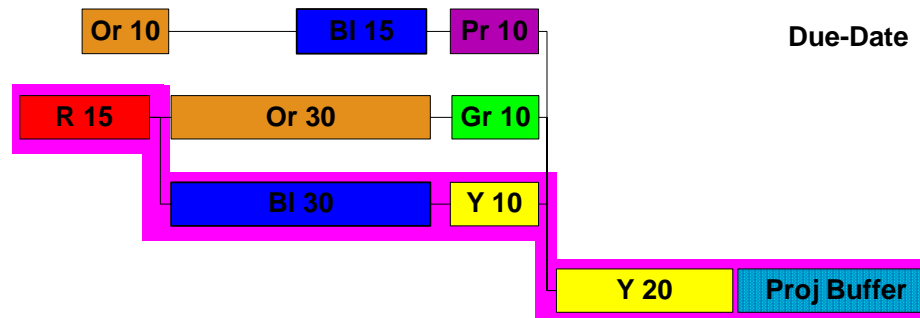 Or 10
Bl 15
Pr 10
Due-Date
R 15
Or 30
Gr 10
Bl 30
Y 10
Y 20
Proj Buffer